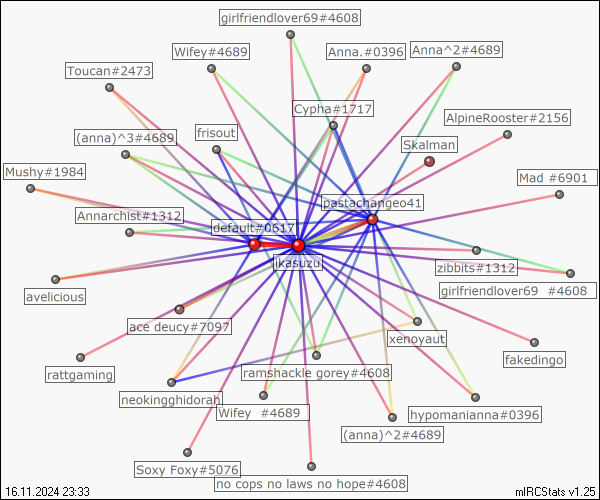 girlfriendlover69#4608
Wifey#4689
Anna.#0396
Anna^2#4689
Toucan#2473
Cypha#1717
AlpineRooster#2156
frisout
(anna)^3#4689
Skalman
Mushy#1984
Mad #6901
pastachangeo41
Annarchist#1312
default#0617
jikasuzu
zibbits#1312
girlfriendlover69 #4608
avelicious
ace deucy#7097
xenoyaut
fakedingo
rattgaming
ramshackle gorey#4608
neokingghidorah
Wifey #4689
hypomanianna#0396
(anna)^2#4689
Soxy Foxy#5076
no cops no laws no hope#4608
16.11.2024 23:33
mIRCStats v1.25